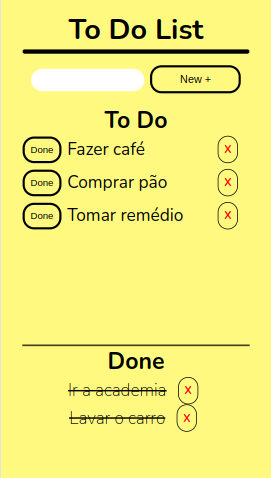 To Do List
New +
To Do
Done Fazer café X
Done Comprar pão X
Done Tomar remédio X
Done
Ir a academia X
Lavar o carro X